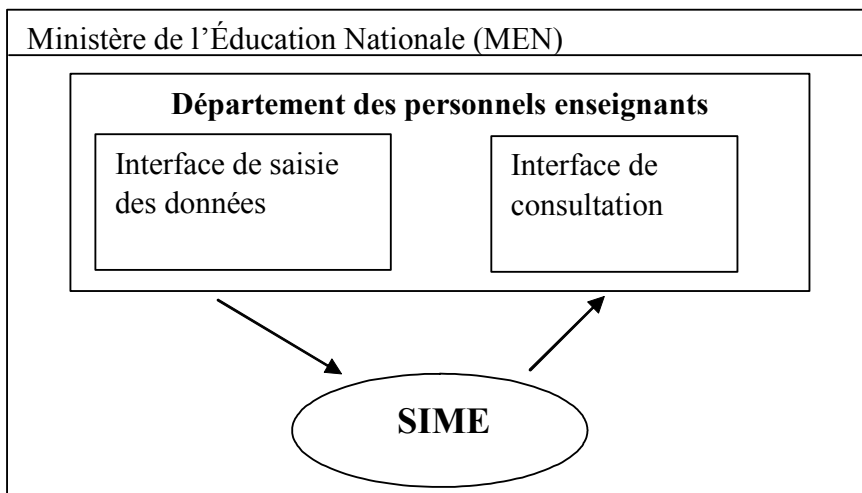 Ministère de l’Éducation Nationale (MEN)
Département des personnels enseignants
Interface de saisie
des données
Interface de
consultation
SIME